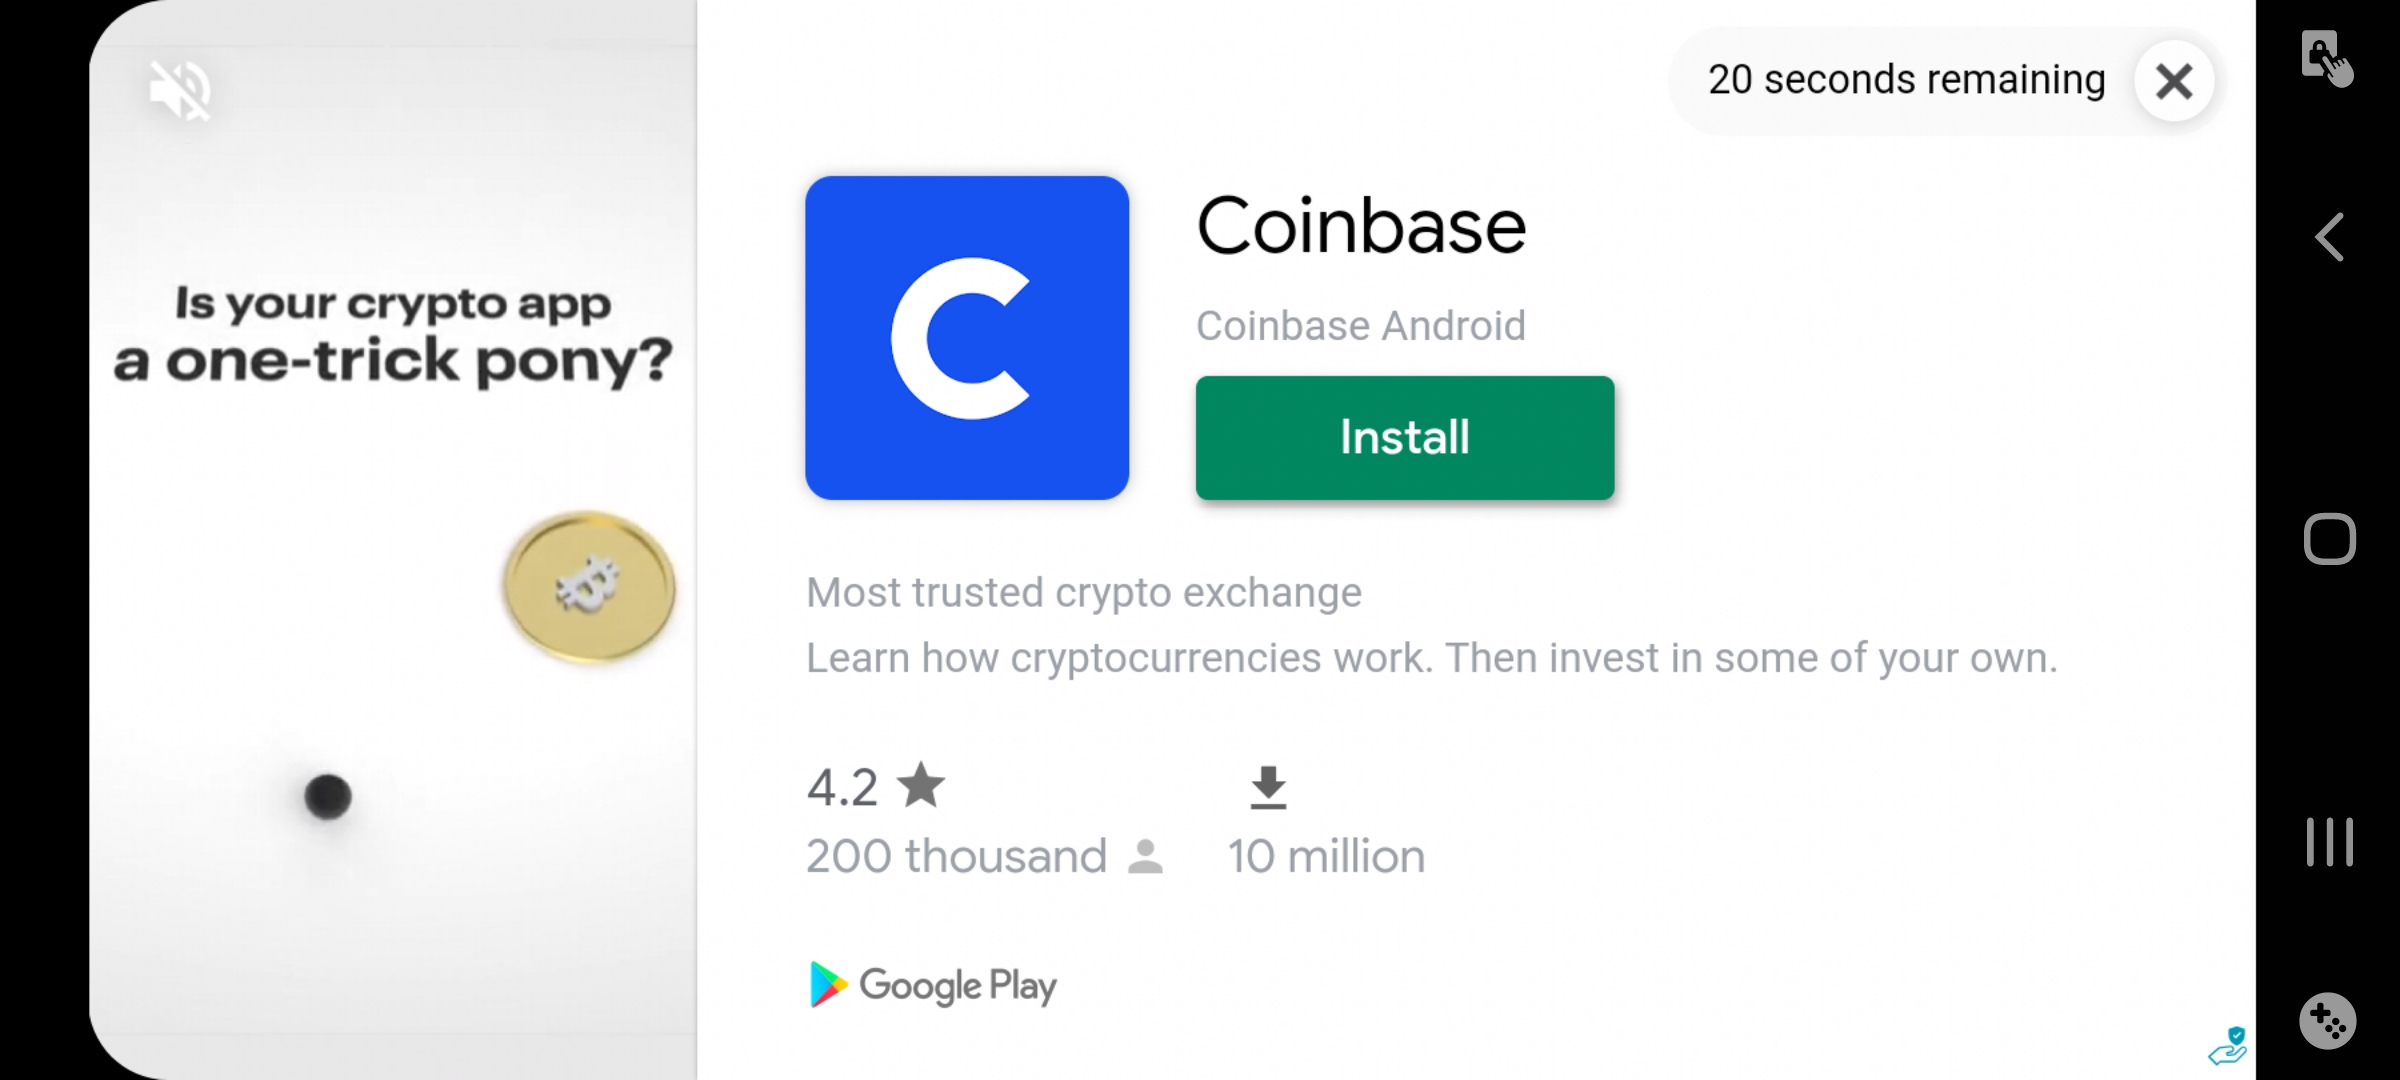 Is your crypto app
a one-trick pony?
20 seconds remaining
Coinbase
Coinbase Android
Install
Most trusted crypto exchange
Learn how cryptocurrencies work. Then invest in some of your own.
4.2
200 thousand
10 million
Google Play